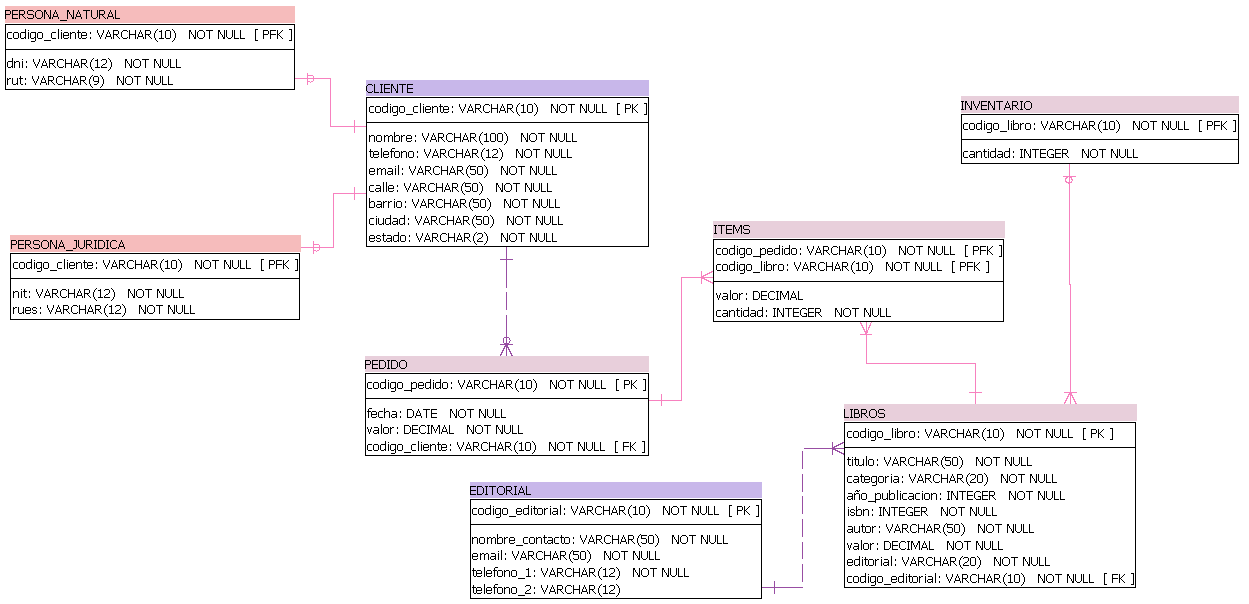 PERSONA_NATURAL
codigo_cliente: VARCHAR(10) NOT NULL [ PFK ]
dni: VARCHAR(12) NOT NULL
rut: VARCHAR(9) NOT NULL
CLIENTE
codigo_cliente: VARCHAR(10) NOT NULL [ PK ]
nombre: VARCHAR(100) NOT NULL
telefono: VARCHAR(12) NOT NULL
email: VARCHAR(50) NOT NULL
calle: VARCHAR(50) NOT NULL
barrio: VARCHAR(50) NOT NULL
ciudad: VARCHAR(50) NOT NULL
estado: VARCHAR(2) NOT NULL
INVENTARIO
codigo_libro: VARCHAR(10) NOT NULL [ PFK ]
cantidad: INTEGER NOT NULL
PERSONA_JURIDICA
codigo_cliente: VARCHAR(10) NOT NULL [ PFK ]
nit: VARCHAR(12) NOT NULL
rues: VARCHAR(12) NOT NULL
ITEMS
codigo_pedido: VARCHAR(10) NOT NULL [ PFK ]
codigo_libro: VARCHAR(10) NOT NULL [ PFK ]
valor: DECIMAL
cantidad: INTEGER NOT NULL
PEDIDO
codigo_pedido: VARCHAR(10) NOT NULL [ PK ]
fecha: DATE NOT NULL
valor: DECIMAL NOT NULL
codigo_cliente: VARCHAR(10) NOT NULL [ FK ]
LIBROS
codigo_libro: VARCHAR(10) NOT NULL [ PK ]
titulo: VARCHAR(50) NOT NULL
categoria: VARCHAR(20) NOT NULL
año_publicacion: INTEGER NOT NULL
isbn: INTEGER NOT NULL
autor: VARCHAR(50) NOT NULL
valor: DECIMAL NOT NULL
editorial: VARCHAR(20) NOT NULL
codigo_editorial: VARCHAR(10) NOT NULL [ FK ]
EDITORIAL
codigo_editorial: VARCHAR(10) NOT NULL [ PK ]
nombre_contacto: VARCHAR(50) NOT NULL
email: VARCHAR(50) NOT NULL
telefono_1: VARCHAR(12) NOT NULL
telefono_2: VARCHAR(12)